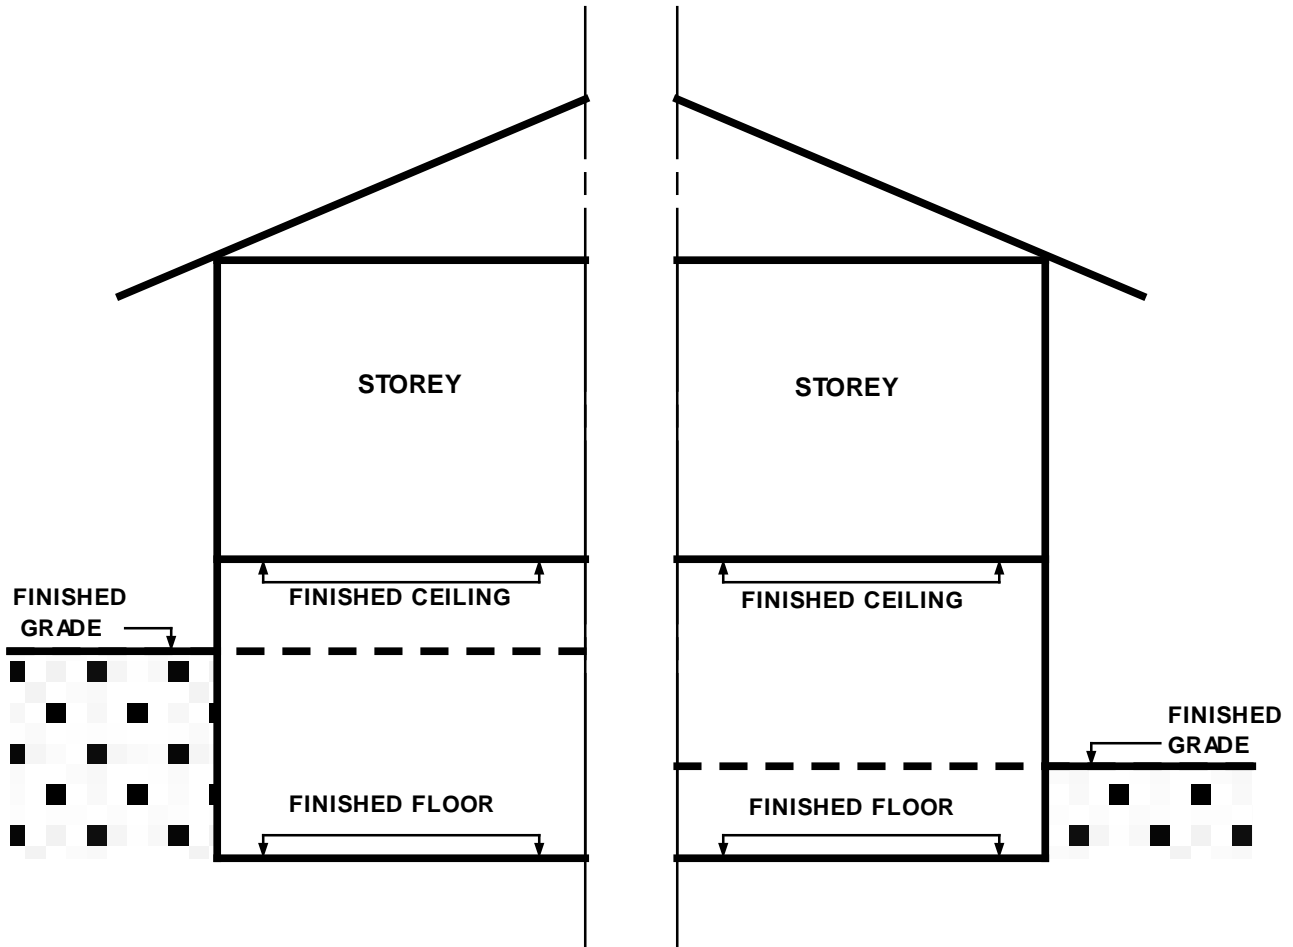 STOREY
STOREY
FINISHED CEILING
FINISHED CEILING
FINISHED
GRADE
FINISHED
GRADE
FINISHED FLOOR
FINISHED FLOOR